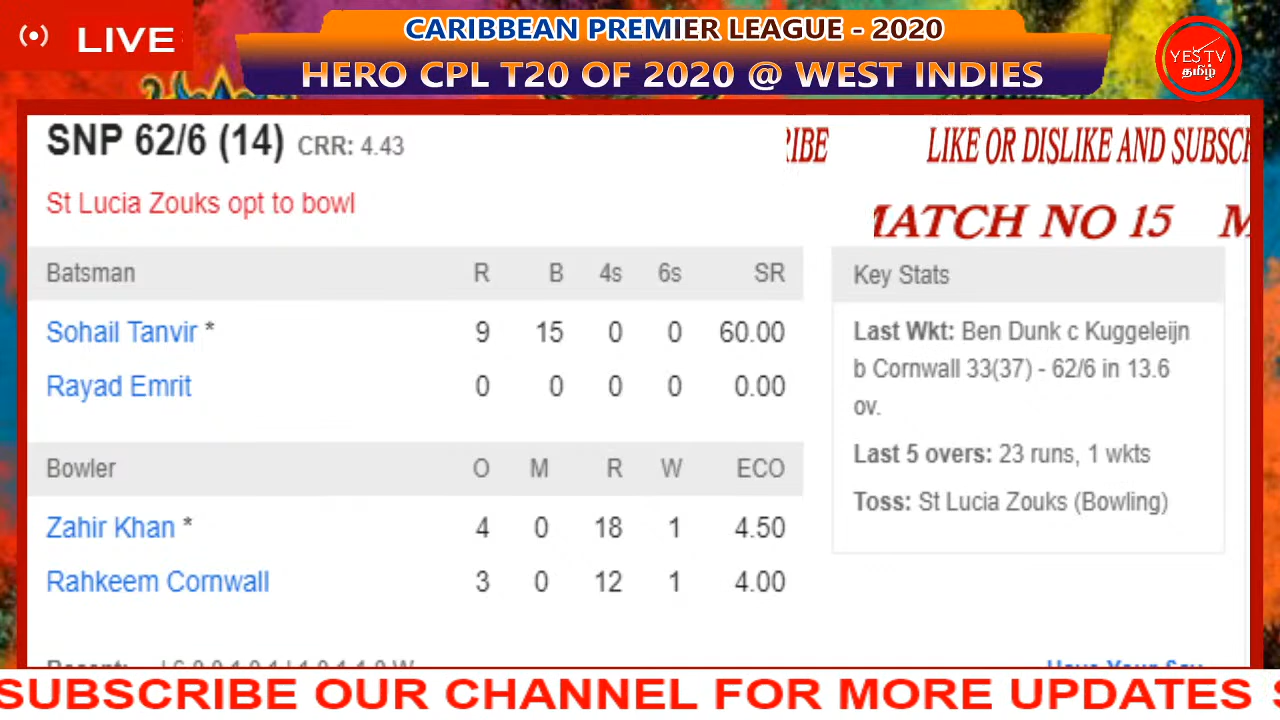 LIVE
CARIBBEAN PREMIER LEAGUE - 2020
HERO CPL T20 OF 2020 @ WEST INDIES
YES TV
தமிழ்
SNP 62/6 (14) CRR: 4.43
LIKE OR DISLIKE AND
St Lucia Zouks opt to bowl
NO 15
Batsman R B 4s 6s SR
Sohail Tanvir * 9 15 0 0 60.00
Rayad Emrit 0 0 0 0 0.00
Bowler O M R W ECO
Zahir Khan * 4 0 18 1 4.50
Rahkeem Cornwall 3 0 12 1 4.00
Key Stats
Last Wkt: Ben Dunk c Kuggeleijn
b Cornwall 33(37) - 62/6 in 13.6
ov.
Last 5 overs: 23 runs, 1 wkts
Toss: St Lucia Zouks (Bowling)
SUBSCRIBE OUR CHANNEL FOR MORE UPDATES